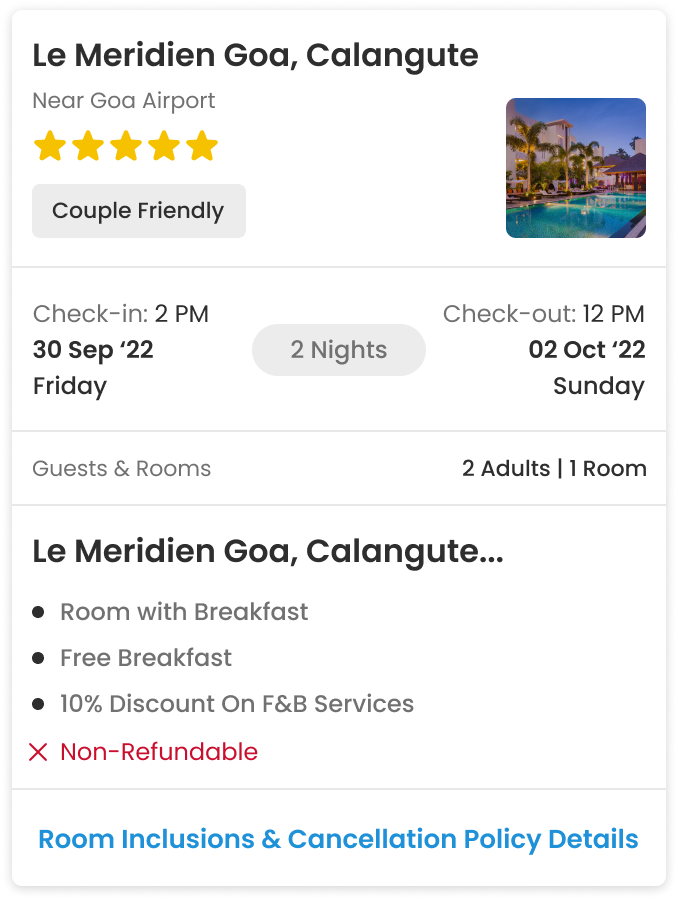 Le Meridien Goa, Calangute
Near Goa Airport
Couple Friendly
Check-in: 2 PM
30 Sep ‘22
Friday
2 Nights
Check-out: 12 PM
02 Oct ‘22
Sunday
Guests & Rooms
2 Adults | 1 Room
Le Meridien Goa, Calangute...
Room with Breakfast
Free Breakfast
10% Discount On F&B Services
Non-Refundable
Room Inclusions & Cancellation Policy Details